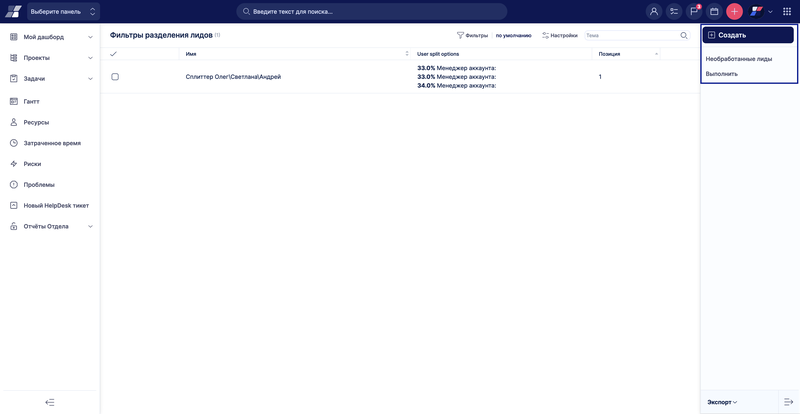 Выберите панель
Введите текст для поиска...
3
Мой дашборд
Проекты
Задачи
Гантт
Ресурсы
Затраченное время
Риски
Проблемы
Новый HelpDesk тикет
Отчёты Отдела
Фильтры разделения лидов (1)
Фильтры
по умолчанию
Настройки
Тема
Имя
User split options
Позиция
Сплиттер Олег\Светлана\Андрей
33.0% Менеджер аккаунта:
33.0% Менеджер аккаунта:
34.0% Менеджер аккаунта:
1
Создать
Необработанные лиды
Выполнить
Экспорт